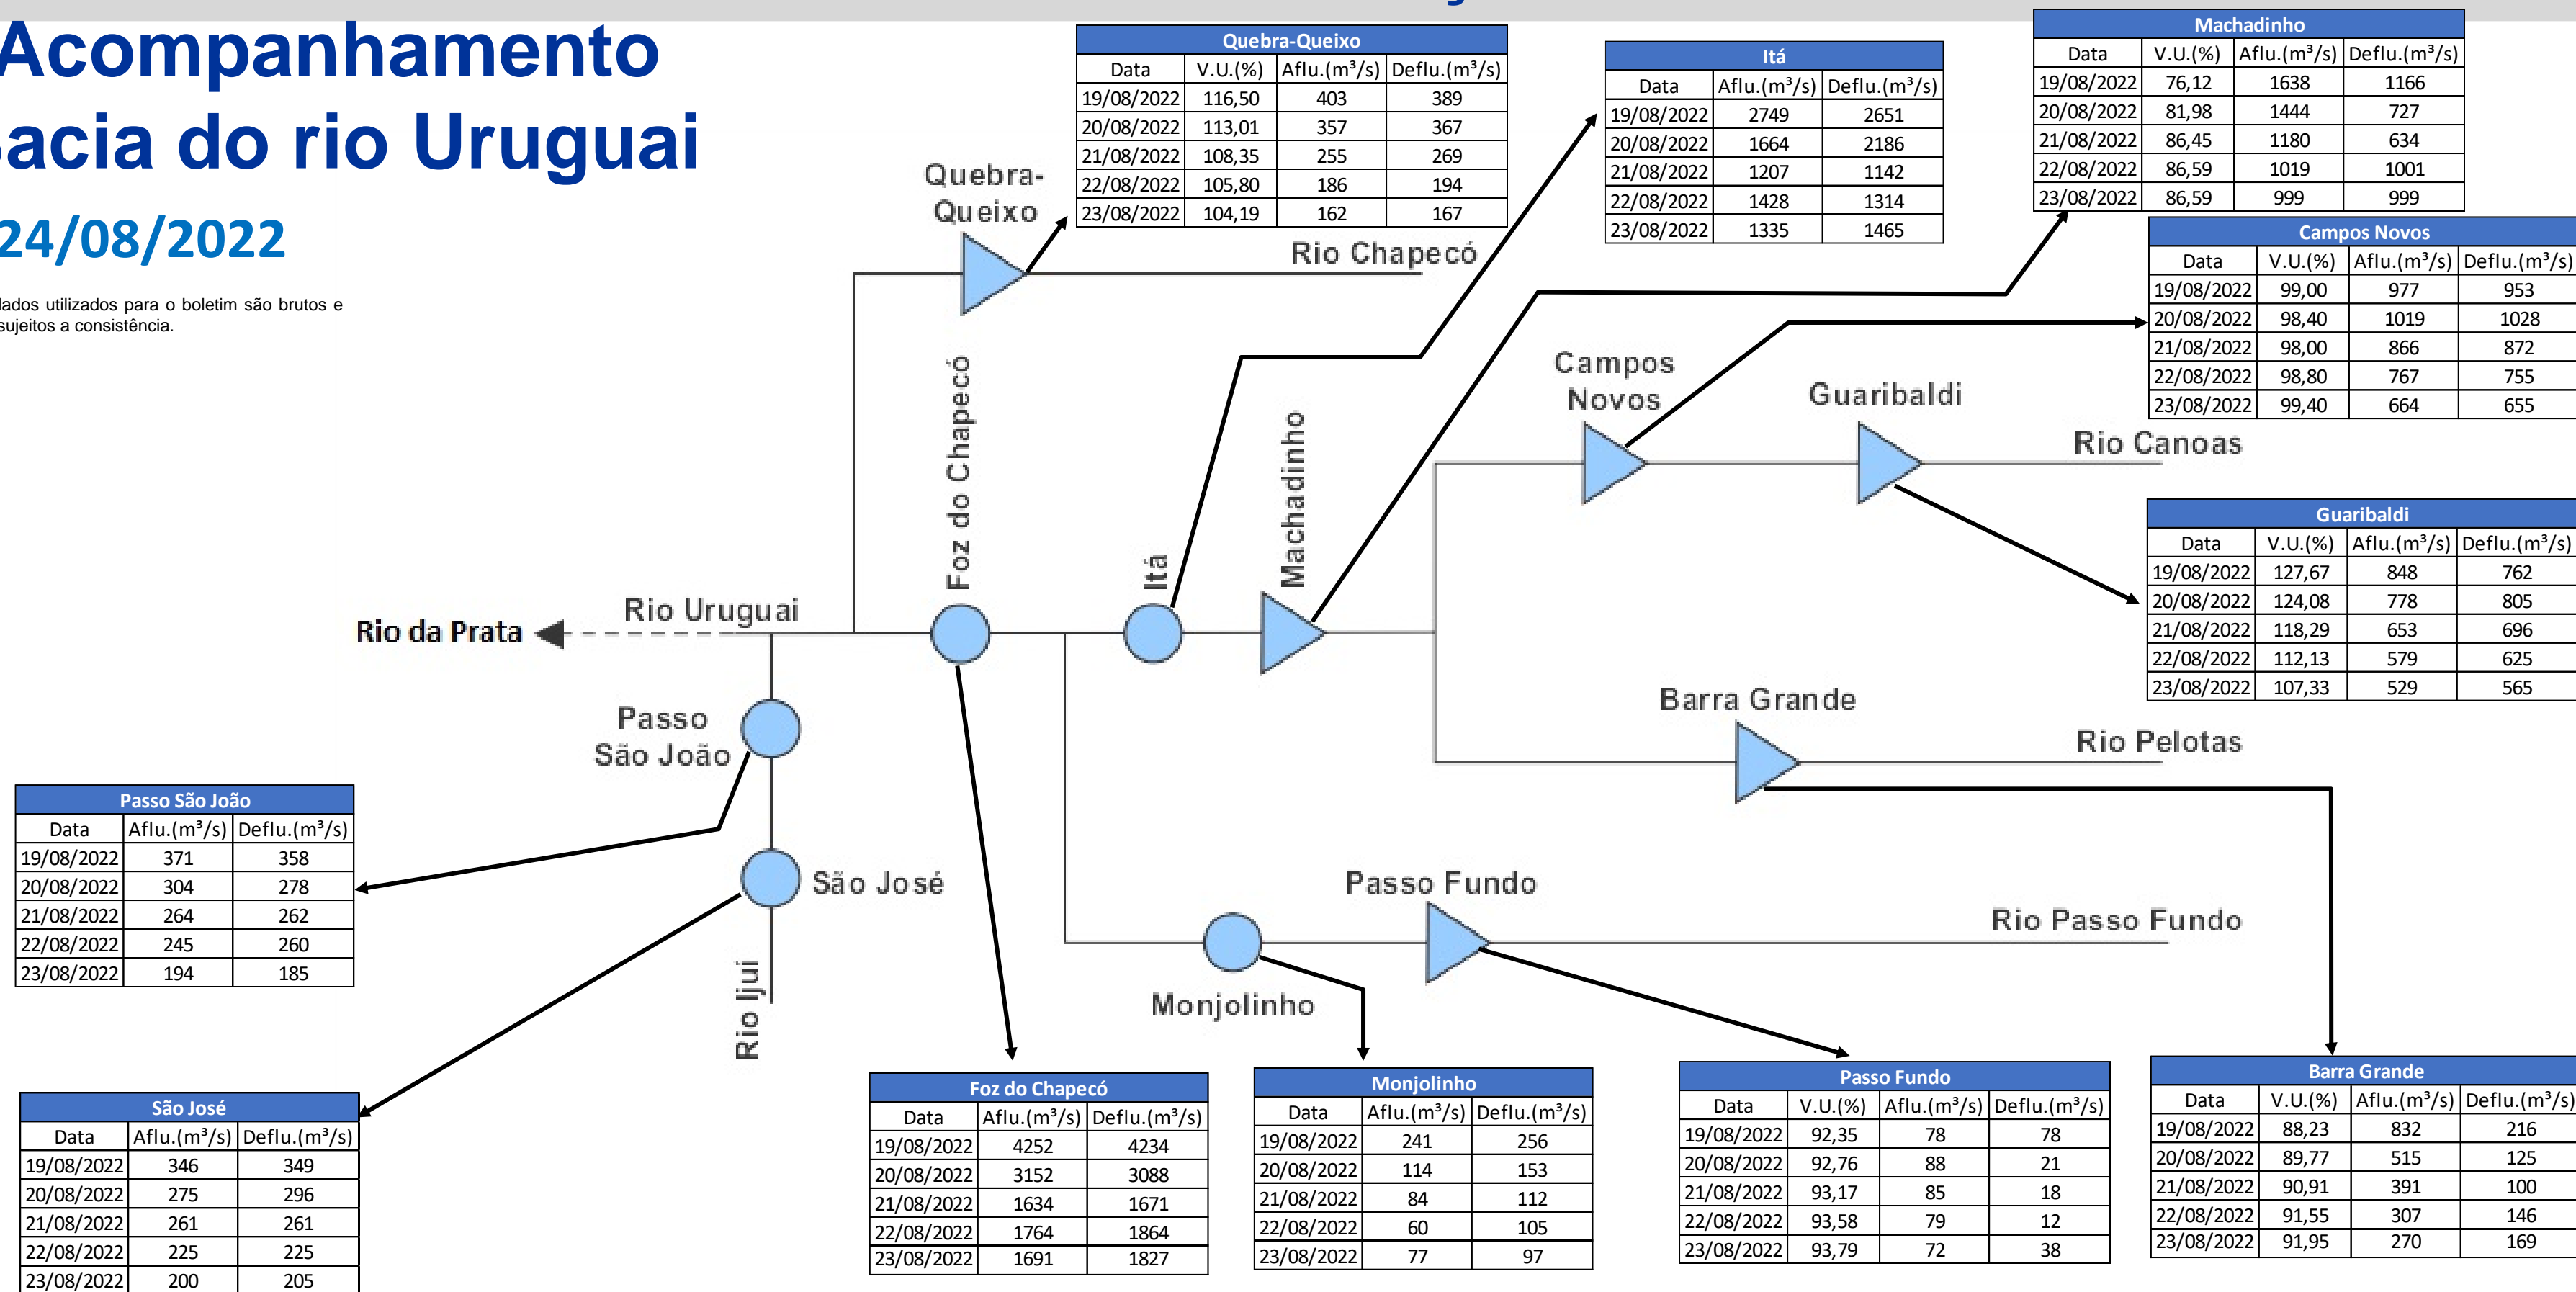 Acompanhamento
acia do rio Uruguai
24/08/2022
dados utilizados para o boletim são brutos e
sujeitos a consistência.
Quebra-Queixo
Data V.U.(%) Aflu.(m³/s) Deflu.(m³/s)
19/08/2022 116,50 403 389
20/08/2022 113,01 357 367
21/08/2022 108,35 255 269
22/08/2022 105,80 186 194
23/08/2022 104,19 162 167
Itá
Data Aflu.(m³/s) Deflu.(m³/s)
19/08/2022 2749 2651
20/08/2022 1664 2186
21/08/2022 1207 1142
22/08/2022 1428 1314
23/08/2022 1335 1465
Machadinho
Data V.U.(%) Aflu.(m³/s) Deflu.(m³/s)
19/08/2022 76,12 1638 1166
20/08/2022 81,98 1444 727
21/08/2022 86,45 1180 634
22/08/2022 86,59 1019 1001
23/08/2022 86,59 999 999
Campos Novos
Data V.U.(%) Aflu.(m³/s) Deflu.(m³/s)
19/08/2022 99,00 977 953
20/08/2022 98,40 1019 1028
21/08/2022 98,00 866 872
22/08/2022 98,80 767 755
23/08/2022 99,40 664 655
Quebra-
Queixo
Rio Chapecó
Foz do Chapecó
Itá
Machadinho
Campos
Novos
Guaribaldi
Rio Canoas
Guaribaldi
Data V.U.(%) Aflu.(m³/s) Deflu.(m³/s)
19/08/2022 127,67 848 762
20/08/2022 124,08 778 805
21/08/2022 118,29 653 696
22/08/2022 112,13 579 625
23/08/2022 107,33 529 565
Rio da Prata
Rio Uruguai
Passo
São João
Barra Grande
Rio Pelotas
São José
Rio Ijui
Passo Fundo
Rio Passo Fundo
Monjolinho
Passo São João
Data Aflu.(m³/s) Deflu.(m³/s)
19/08/2022 371 358
20/08/2022 304 278
21/08/2022 264 262
22/08/2022 245 260
23/08/2022 194 185
São José
Data Aflu.(m³/s) Deflu.(m³/s)
19/08/2022 346 349
20/08/2022 275 296
21/08/2022 261 261
22/08/2022 225 225
23/08/2022 200 205
Foz do Chapecó
Data Aflu.(m³/s) Deflu.(m³/s)
19/08/2022 4252 4234
20/08/2022 3152 3088
21/08/2022 1634 1671
22/08/2022 1764 1864
23/08/2022 1691 1827
Monjolinho
Data Aflu.(m³/s) Deflu.(m³/s)
19/08/2022 241 256
20/08/2022 114 153
21/08/2022 84 112
22/08/2022 60 105
23/08/2022 77 97
Passo Fundo
Data V.U.(%) Aflu.(m³/s) Deflu.(m³/s)
19/08/2022 92,35 78 78
20/08/2022 92,76 88 21
21/08/2022 93,17 85 18
22/08/2022 93,58 79 12
23/08/2022 93,79 72 38
Barra Grande
Data V.U.(%) Aflu.(m³/s) Deflu.(m³/s)
19/08/2022 88,23 832 216
20/08/2022 89,77 515 125
21/08/2022 90,91 391 100
22/08/2022 91,55 307 146
23/08/2022 91,95 270 169